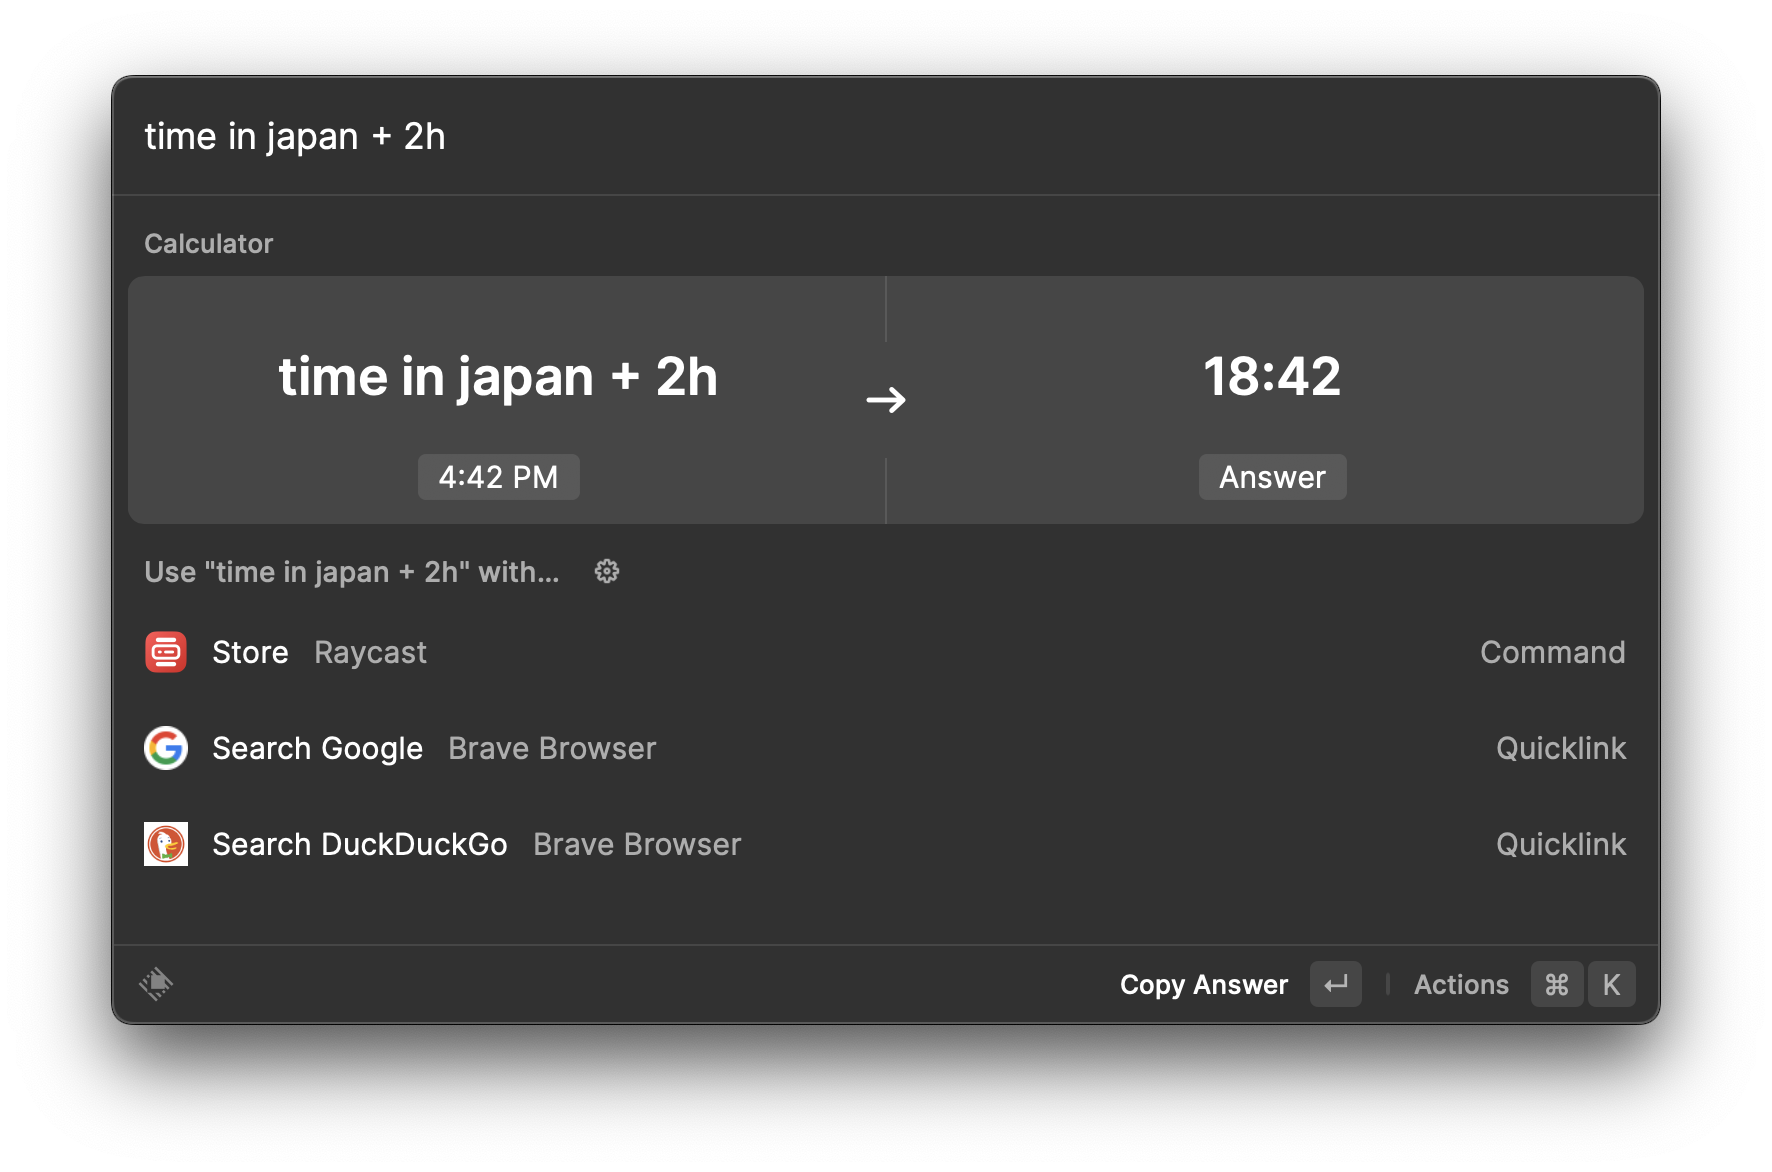 time in japan + 2h
Calculator
time in japan + 2h
→
18:42
4:42 PM
Answer
Use "time in japan + 2h" with...
Store Raycast Command
Search Google Brave Browser Quicklink
Search DuckDuckGo Brave Browser Quicklink
Copy Answer ↵ | Actions ⌘ K